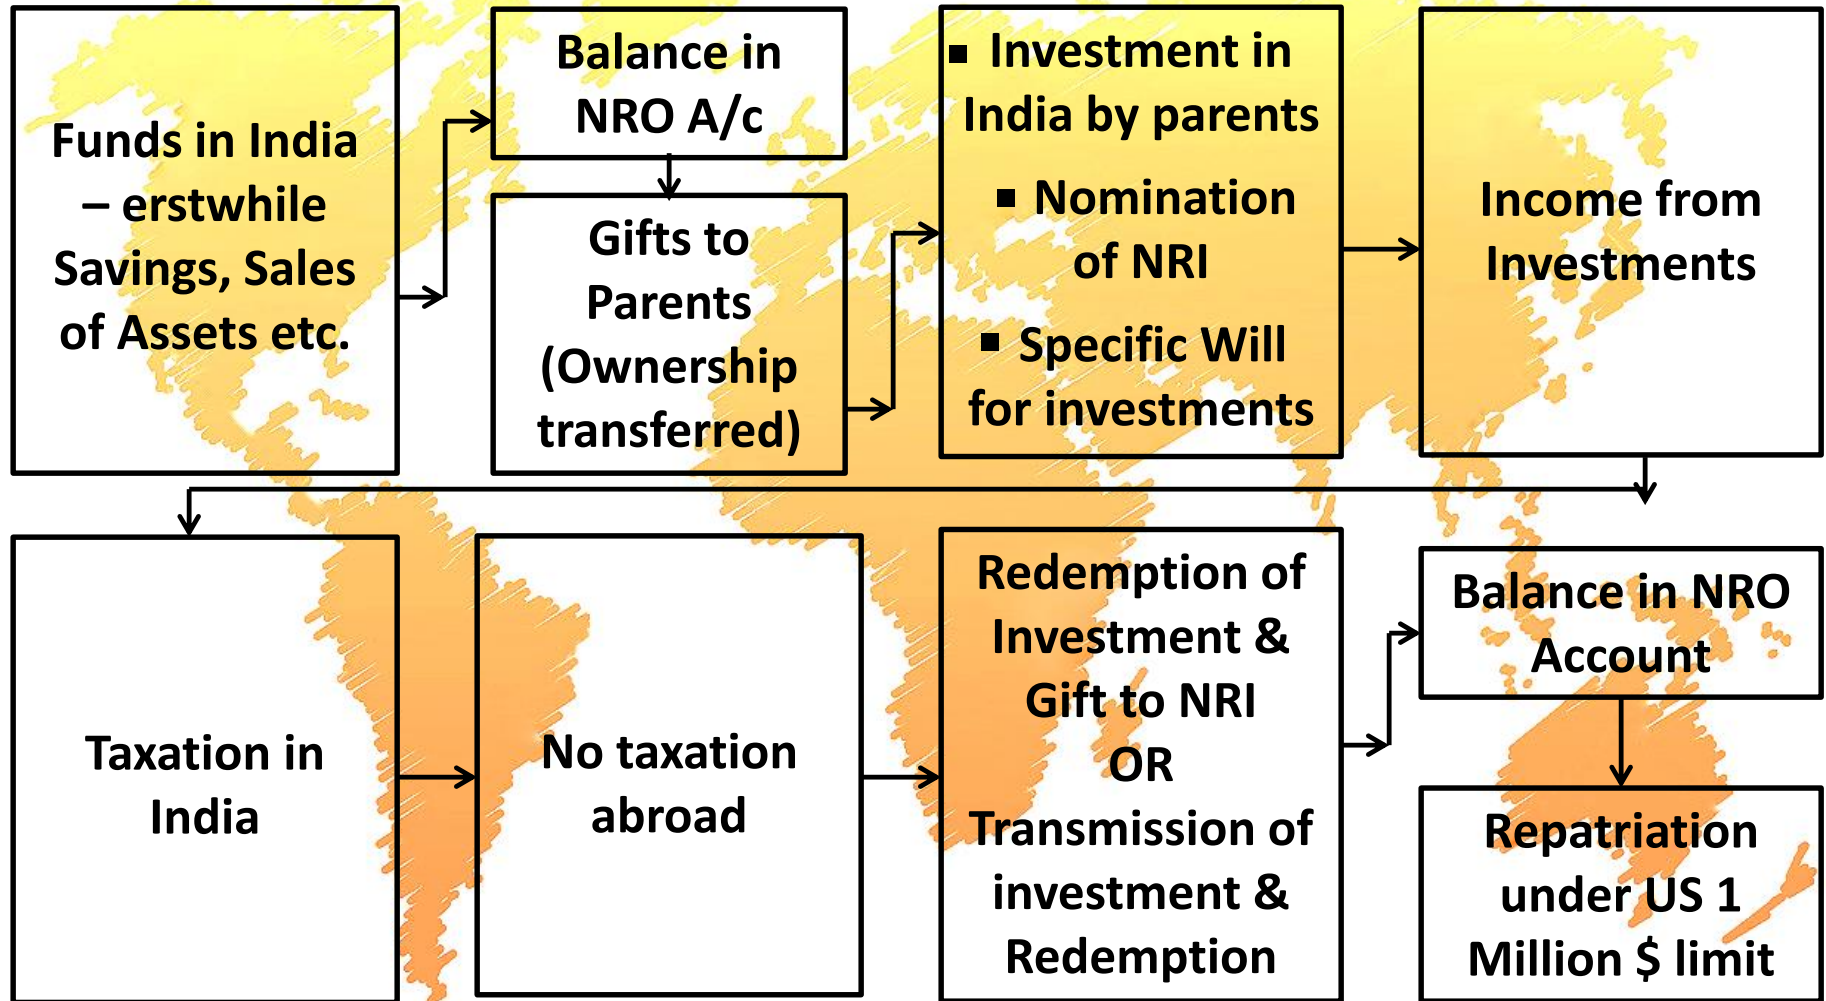 Funds in India
– erstwhile
Savings, Sales
of Assets etc.
Balance in
NRO A/c
Gifts to
Parents
(Ownership
transferred)
▪ Investment in
India by parents
▪ Nomination
of NRI
▪ Specific Will
for investments
Income from
Investments
Taxation in
India
No taxation
abroad
Redemption of
Investment &
Gift to NRI
OR
Transmission of
investment &
Redemption
Balance in NRO
Account
Repatriation
under US 1
Million $ limit